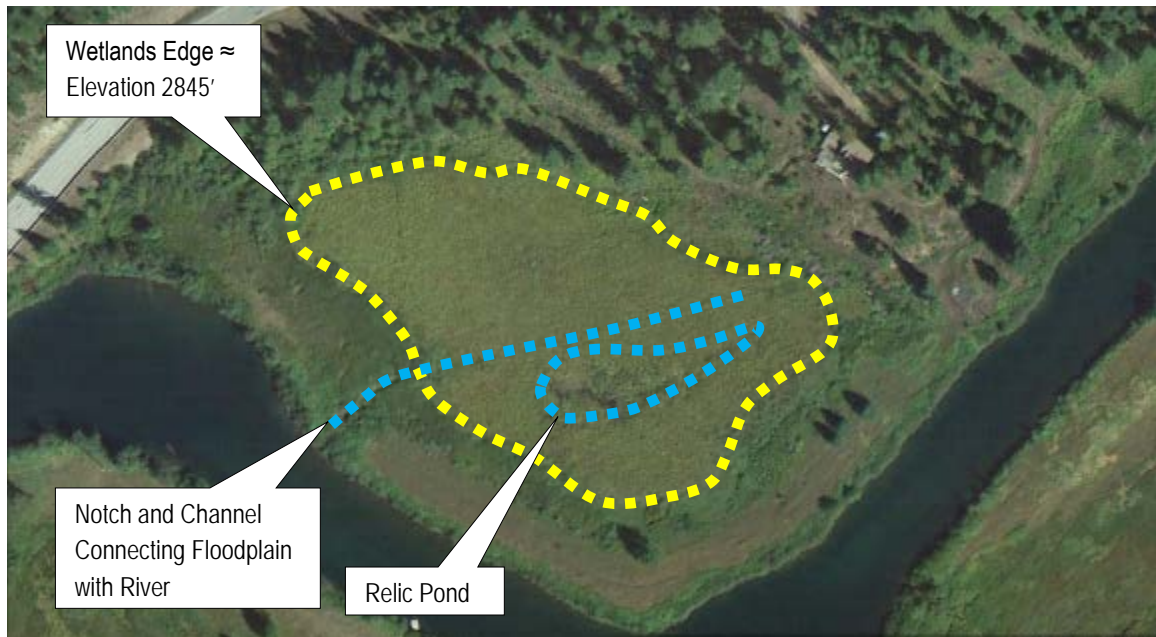 Wetlands Edge ≈
Elevation 2845′
Notch and Channel
Connecting Floodplain
with River
Relic Pond